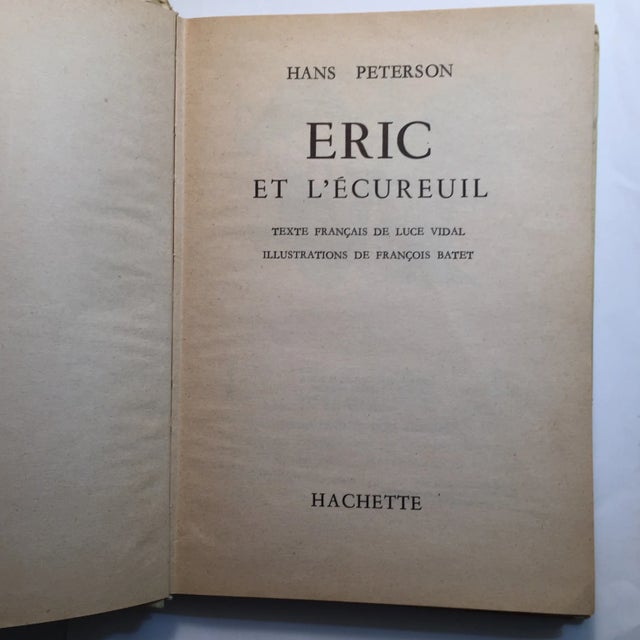 HANS PETERSON
ERIC
ET L'ÉCUREUIL
TEXTE FRANÇAIS DE LUCE VIDAL
ILLUSTRATIONS DE FRANÇOIS BATET
HACHETTE